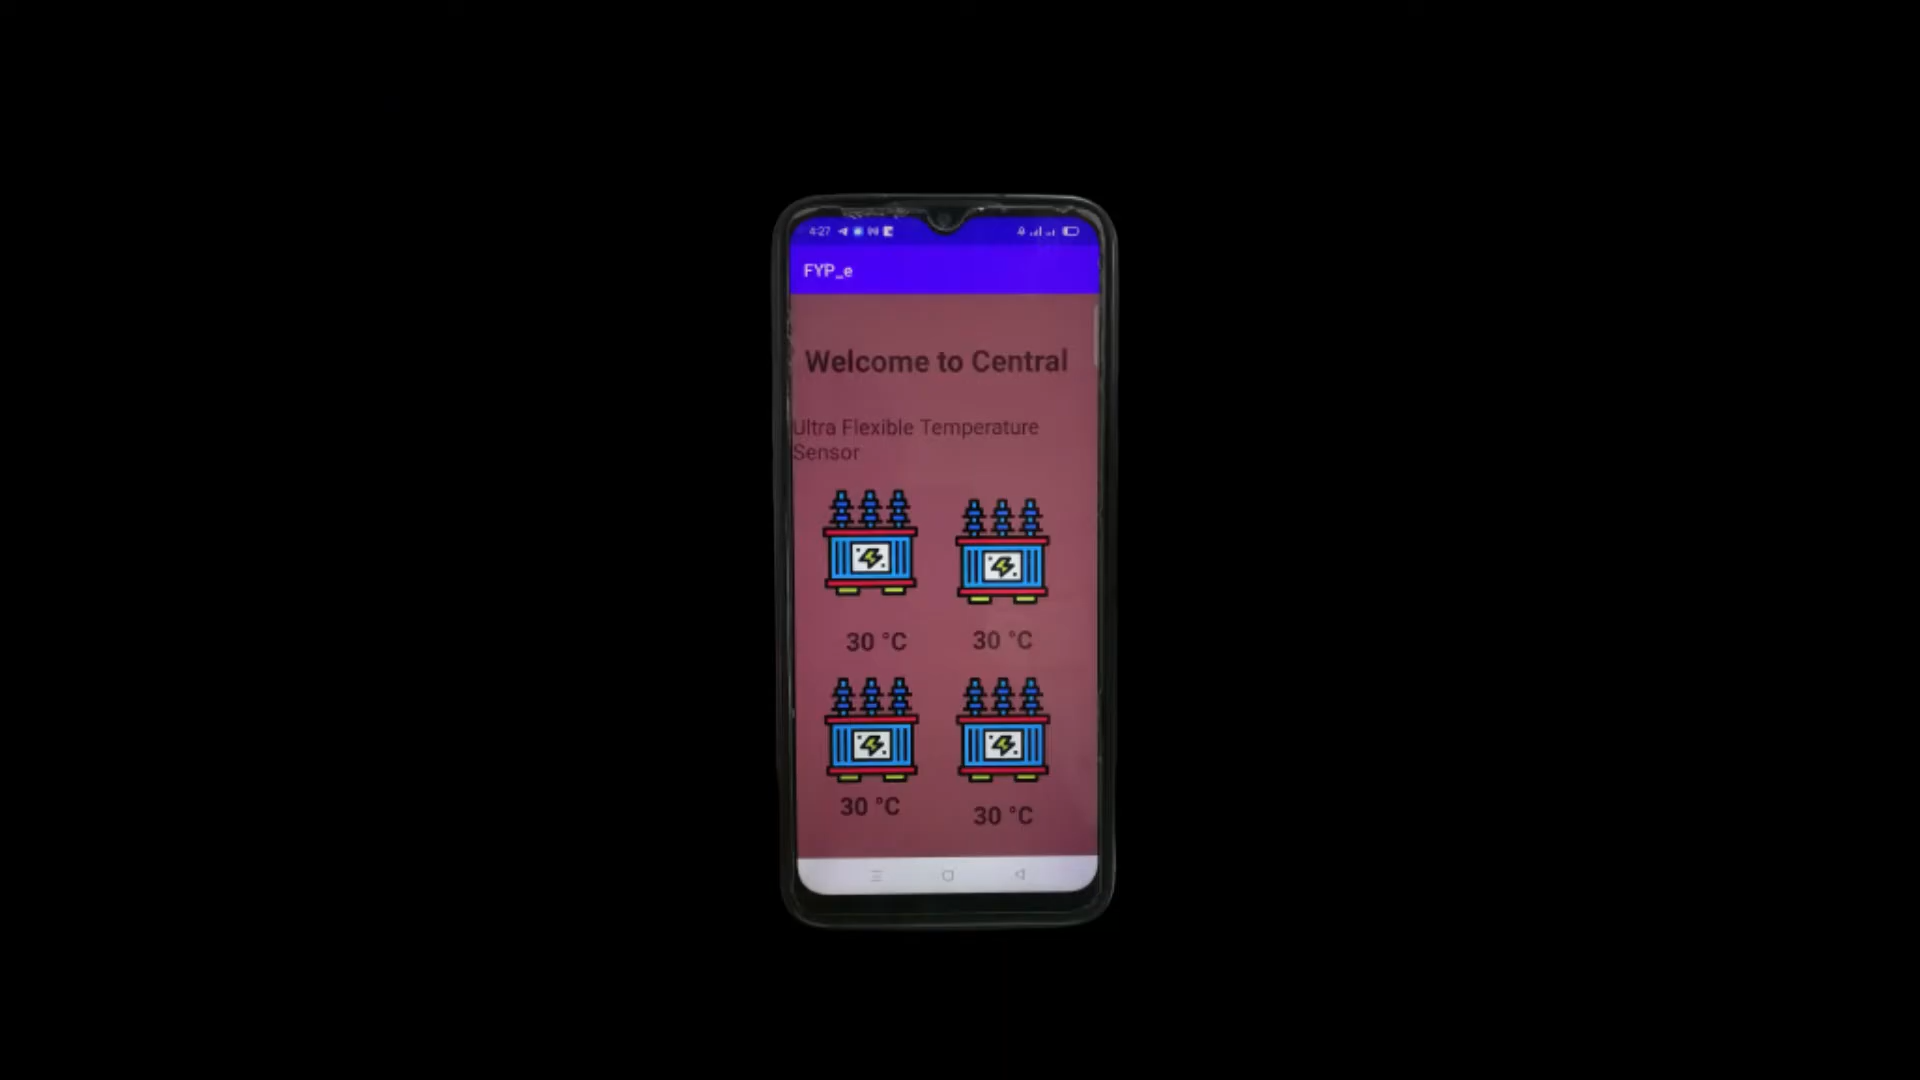 4:27
FYP_e
Welcome to Central
Ultra Flexible Temperature
Sensor
30 °C 30 °C
30 °C 30 °C